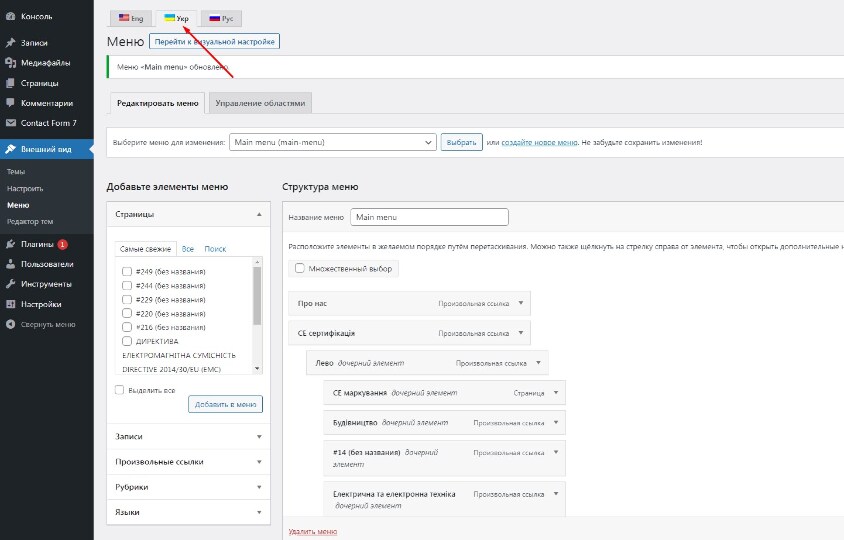 Консоль
Записи
Медиафайлы
Страницы
Комментарии
Contact Form 7
Внешний вид
Темы
Настроить
Меню
Редактор тем
Плагины 1
Пользователи
Инструменты
Настройки
Свернуть меню
Eng Укр Рус
Меню Перейти к визуальной настройке
Меню «Main menu» обновлено.
Редактировать меню Управление областями
Выберите меню для изменения: Main menu (main-menu) Выбрать или создайте новое меню. Не забудьте сохранить изменения!
Добавьте элементы меню
Страницы
Самые свежие Все Поиск
#249 (без названия)
#244 (без названия)
#229 (без названия)
#220 (без названия)
#216 (без названия)
ДИРЕКТИВА
ЕЛЕКТРОМАГНІТНА СУМІСНІСТЬ
DIRECTIVE 2014/30/EU (EMC)
Выделить все
Добавить в меню
Записи
Произвольные ссылки
Рубрики
Языки
Структура меню
Название меню Main menu
Расположите элементы в желаемом порядке путём перетаскивания. Можно также щёлкнуть на стрелку справа от элемента, чтобы открыть дополнительные
Множественный выбор
Про нас Произвольная ссылка
СЕ сертифікація Произвольная ссылка
Лево дочерний элемент Произвольная ссылка
СЕ маркування дочерний элемент Страница
Будівництво дочерний элемент Произвольная ссылка
#14 (без названия) дочерний Произвольная ссылка
элемент
Електрична та електронна техніка Произвольная ссылка
дочерний элемент
Удалить меню